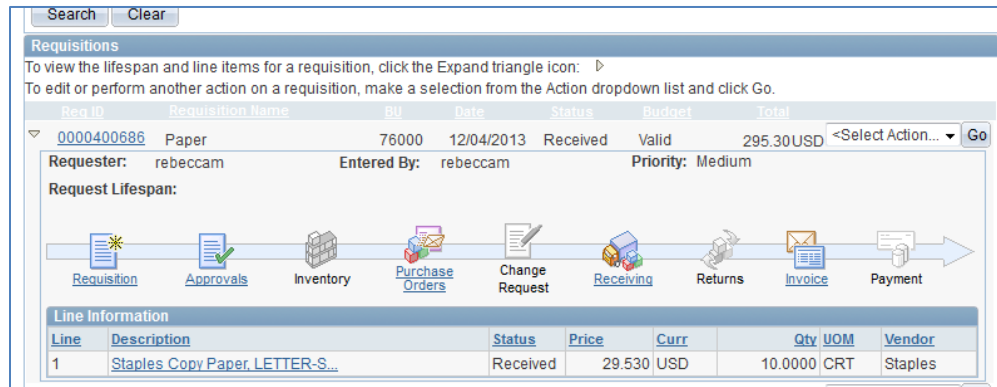 Search Clear
Requisitions
To view the lifespan and line items for a requisition, click the Expand triangle icon:
To edit or perform another action on a requisition, make a selection from the Action dropdown list and click Go.
Req ID Requisition Name BU Date Status Budget Total
0000400686 Paper 76000 12/04/2013 Received Valid 295.30USD <Select Action... Go
Requester: rebeccam Entered By: rebeccam Priority: Medium
Request Lifespan:
Requisition Approvals Inventory Purchase Orders Change Request Receiving Returns Invoice Payment
Line Information
Line Description Status Price Curr Qty UOM Vendor
1 Staples Copy Paper, LETTER-S... Received 29.530 USD 10.0000 CRT Staples